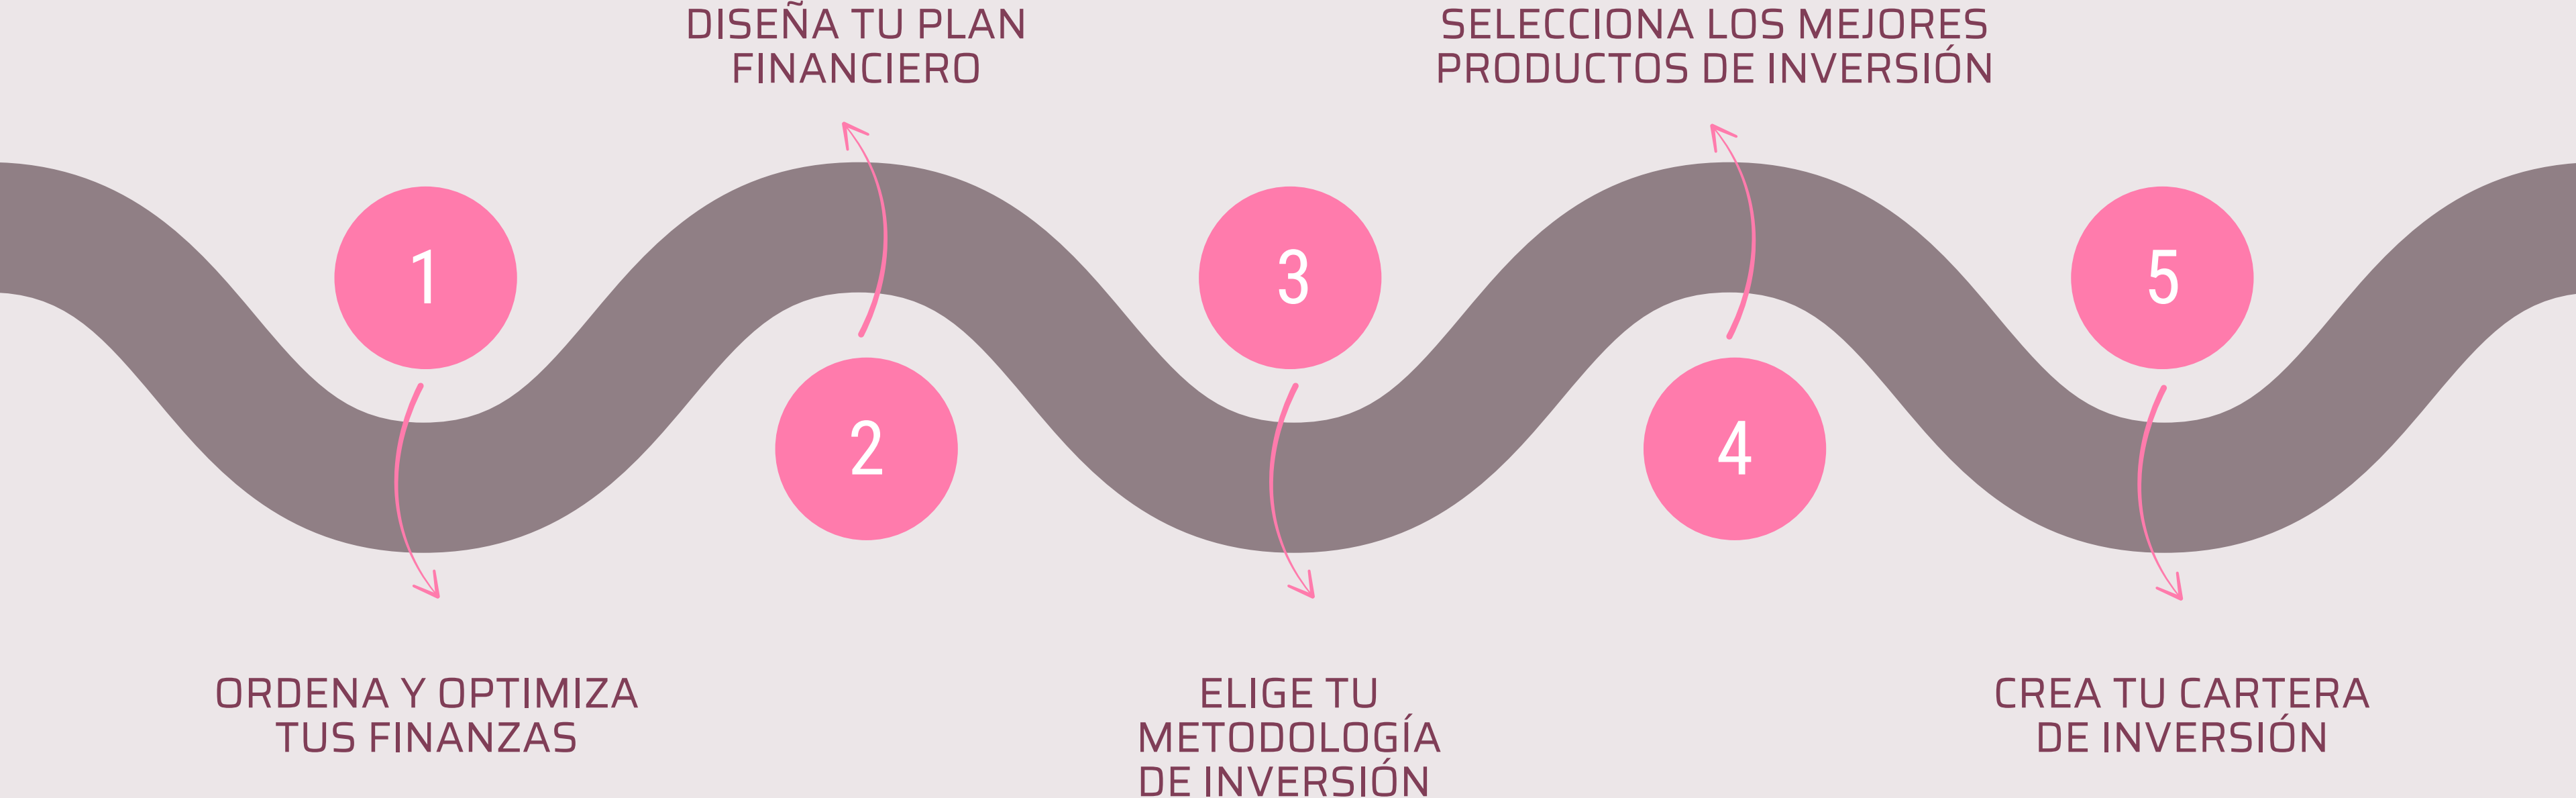 1
ORDENA Y OPTIMIZA
TUS FINANZAS
DISEÑA TU PLAN
FINANCIERO
2
3
ELIGE TU
METODOLOGÍA
DE INVERSIÓN
SELECCIONA LOS MEJORES
PRODUCTOS DE INVERSIÓN
4
5
CREA TU CARTERA
DE INVERSIÓN